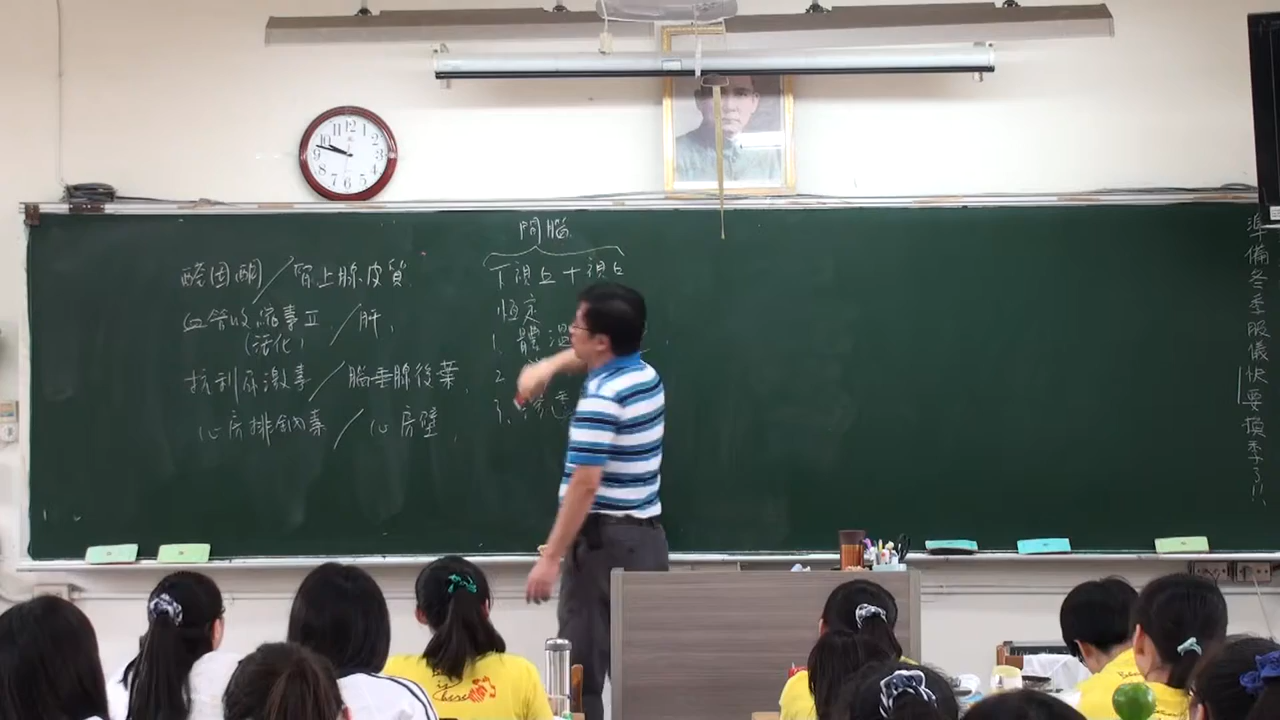 醛固酮／腎上腺皮質
血管收縮素Ⅱ／肝
(活化)
抗利尿激素／腦垂腺後葉
心房排鈉素／心房壁
間腦
下視丘＋視丘
恆定
1. 體溫
2
3. 滲透
準備冬季服儀快要換季了!!